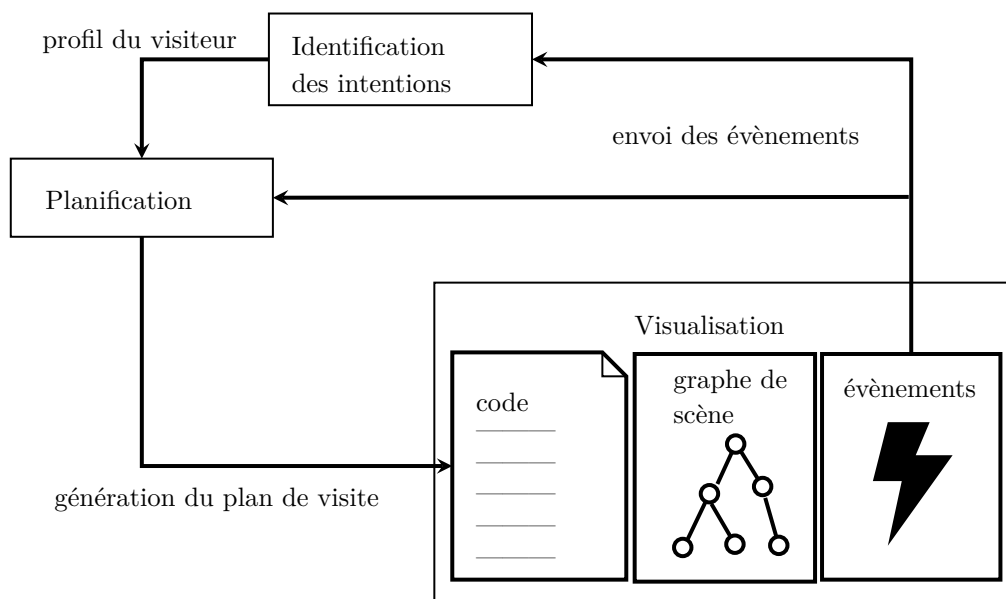 profil du visiteur
Identification
des intentions
envoi des évènements
Planification
Visualisation
code
graphe de
scène
évènements
génération du plan de visite